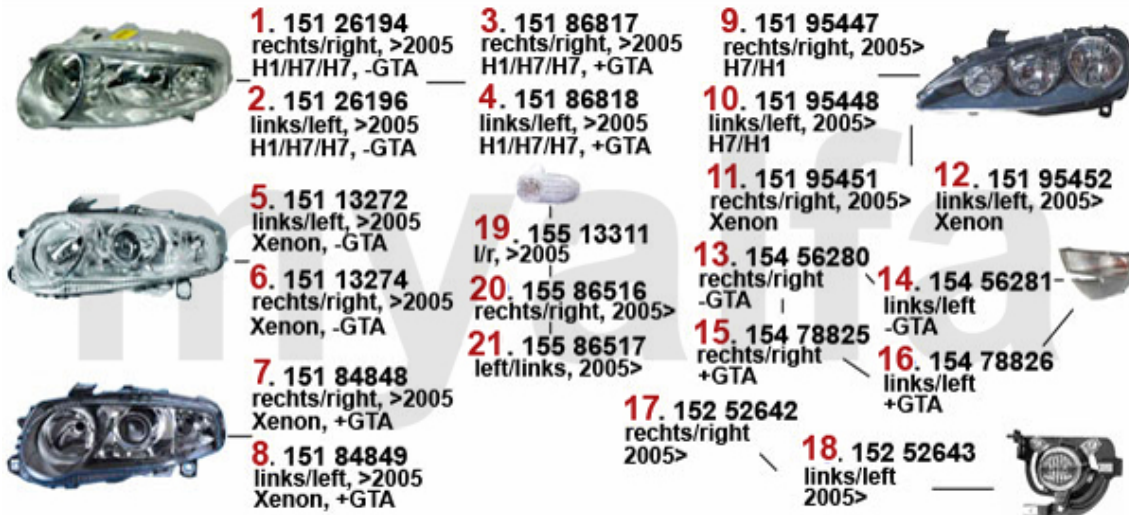 1. 151 26194
rechts/right, >2005
H1/H7/H7, -GTA
2. 151 26196
links/left, >2005
H1/H7/H7, -GTA
3. 151 86817
rechts/right, >2005
H1/H7/H7, +GTA
4. 151 86818
links/left, >2005
H1/H7/H7, +GTA
9. 151 95447
rechts/right, 2005>
H7/H1
10. 151 95448
links/left, 2005>
H7/H1
11. 151 95451
rechts/right, 2005>
Xenon
12. 151 95452
links/left, 2005>
Xenon
5. 151 13272
links/left, >2005
Xenon, -GTA
6. 151 13274
rechts/right, >2005
Xenon, -GTA
19. 155 13311
l/r, >2005
20. 155 86516
rechts/right, 2005>
21. 155 86517
left/links, 2005>
13. 154 56280
rechts/right
-GTA
14. 154 56281
links/left
-GTA
15. 154 78825
rechts/right
+GTA
16. 154 78826
links/left
+GTA
7. 151 84848
rechts/right, >2005
Xenon, +GTA
8. 151 84849
links/left, >2005
Xenon, +GTA
17. 152 52642
rechts/right
2005>
18. 152 52643
links/left
2005>
myalfa